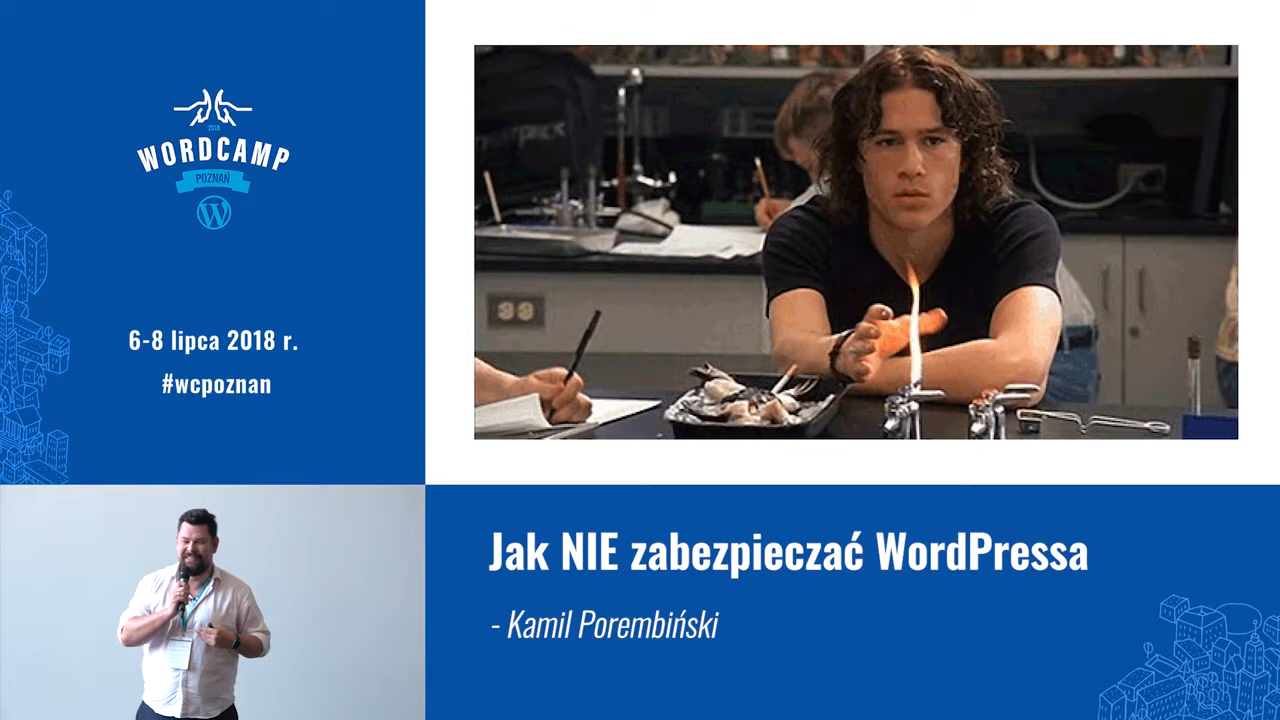 2018
WORDCAMP
POZNAŃ
6-8 lipca 2018 r.
#wcpoznan
Jak NIE zabezpieczać WordPressa
- Kamil Porembiński